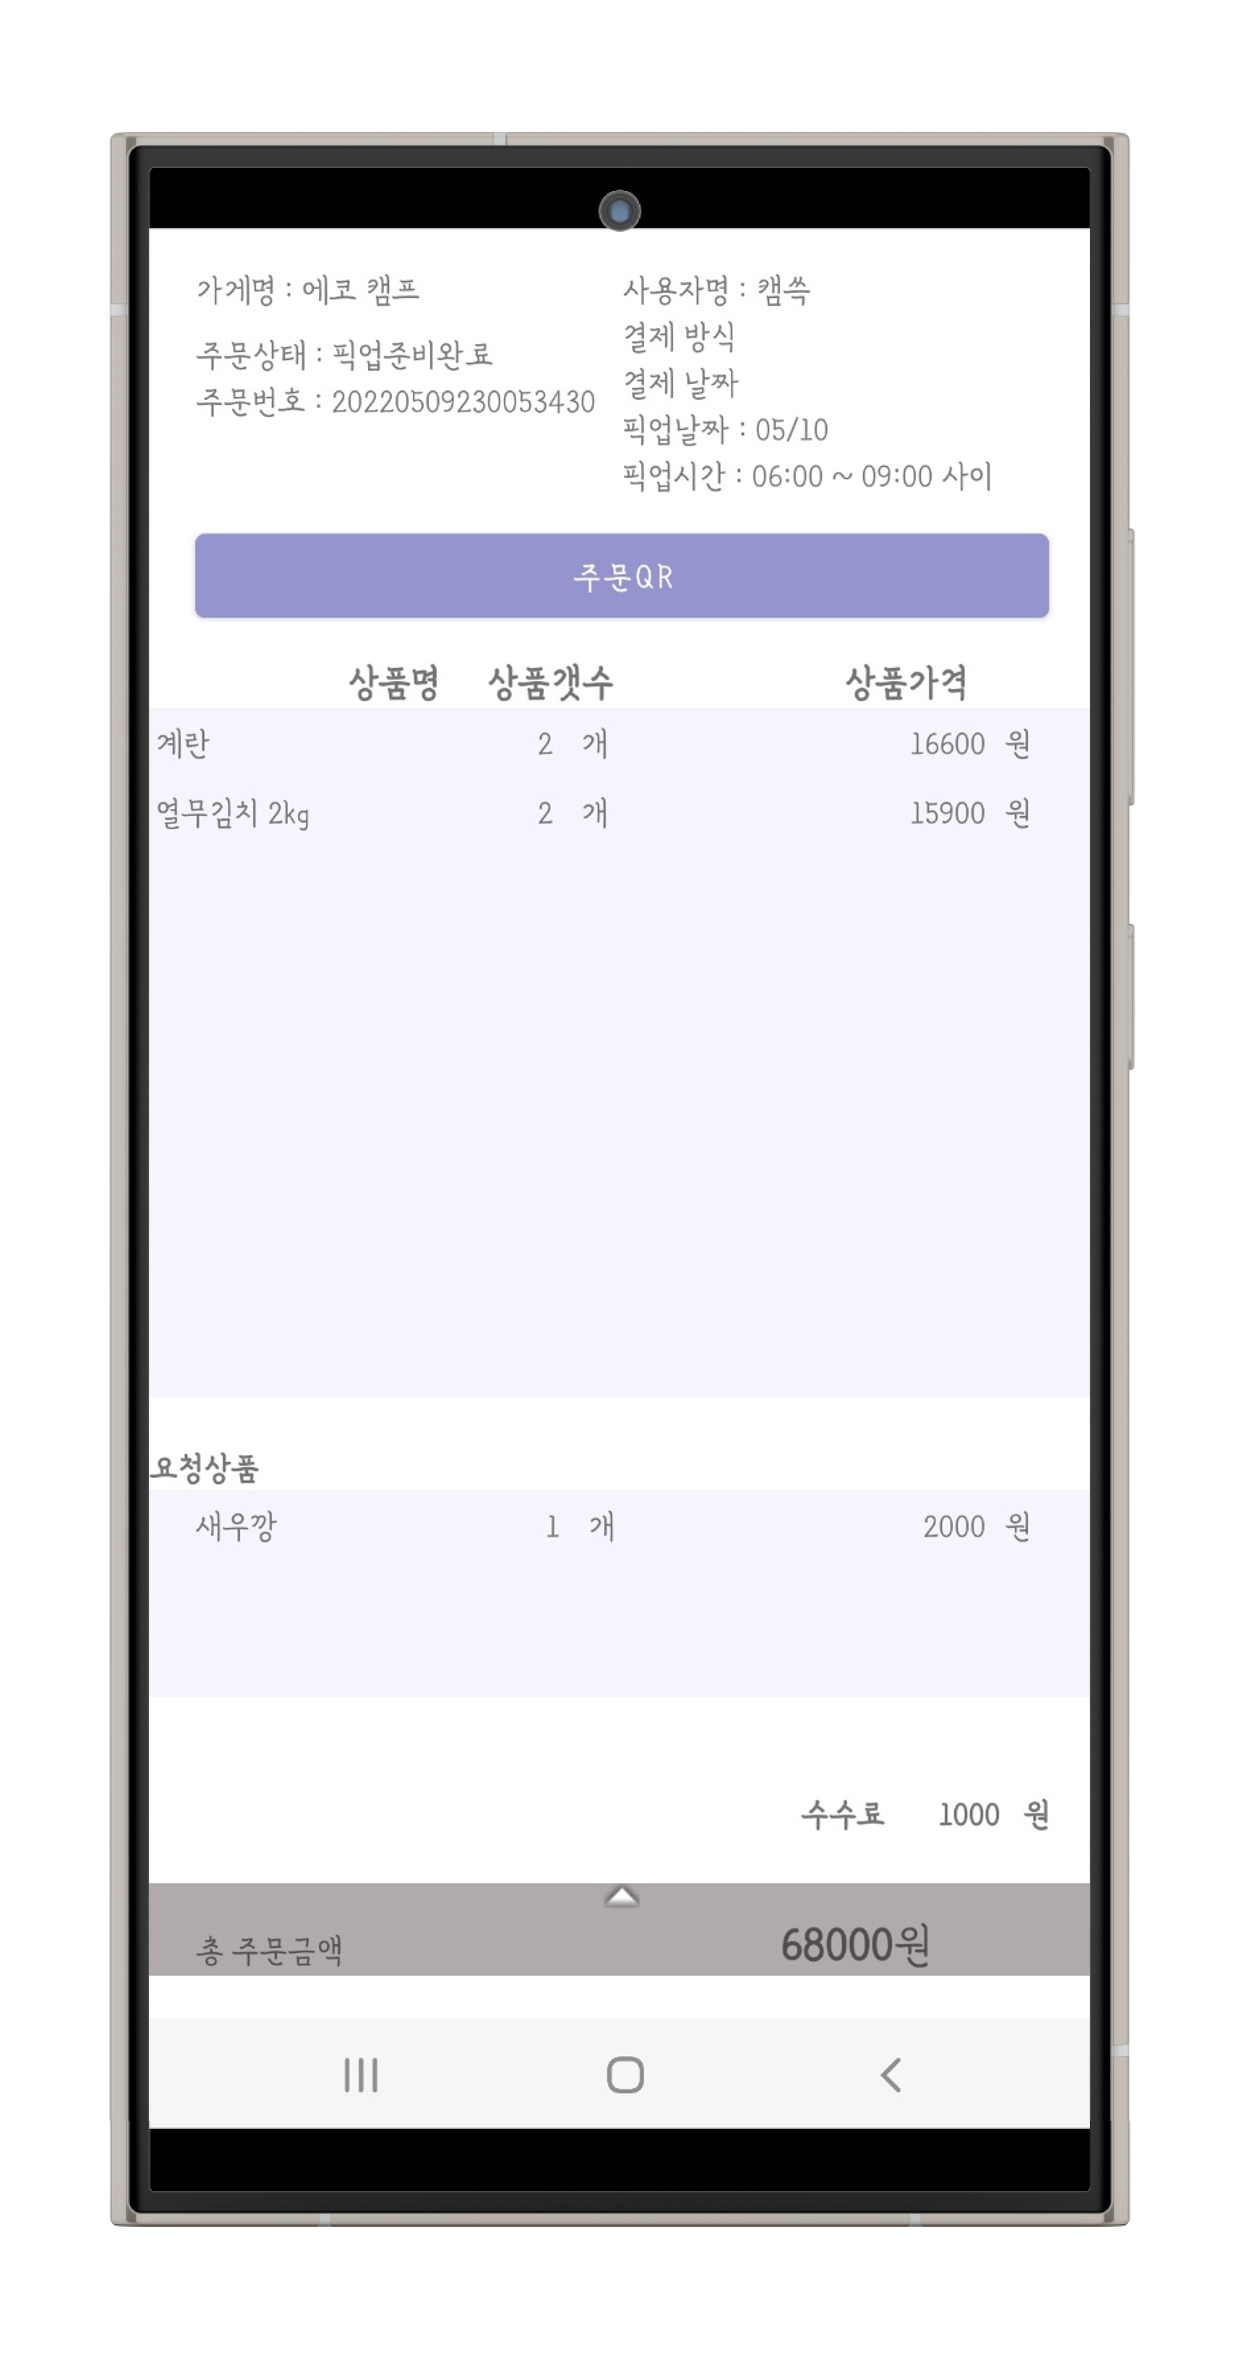 가게명 : 에코 캠프
주문상태 : 픽업준비완료
주문번호 : 20220509230053430
사용자명 : 캠쓱
결제 방식
결제 날짜
픽업날짜 : 05/10
픽업시간 : 06:00 ~ 09:00 사이
주문QR
상품명 상품갯수 상품가격
계란 2 개 16600 원
열무김치 2kg 2 개 15900 원
요청상품
새우깡 1 개 2000 원
수수료 1000 원
총 주문금액 68000원